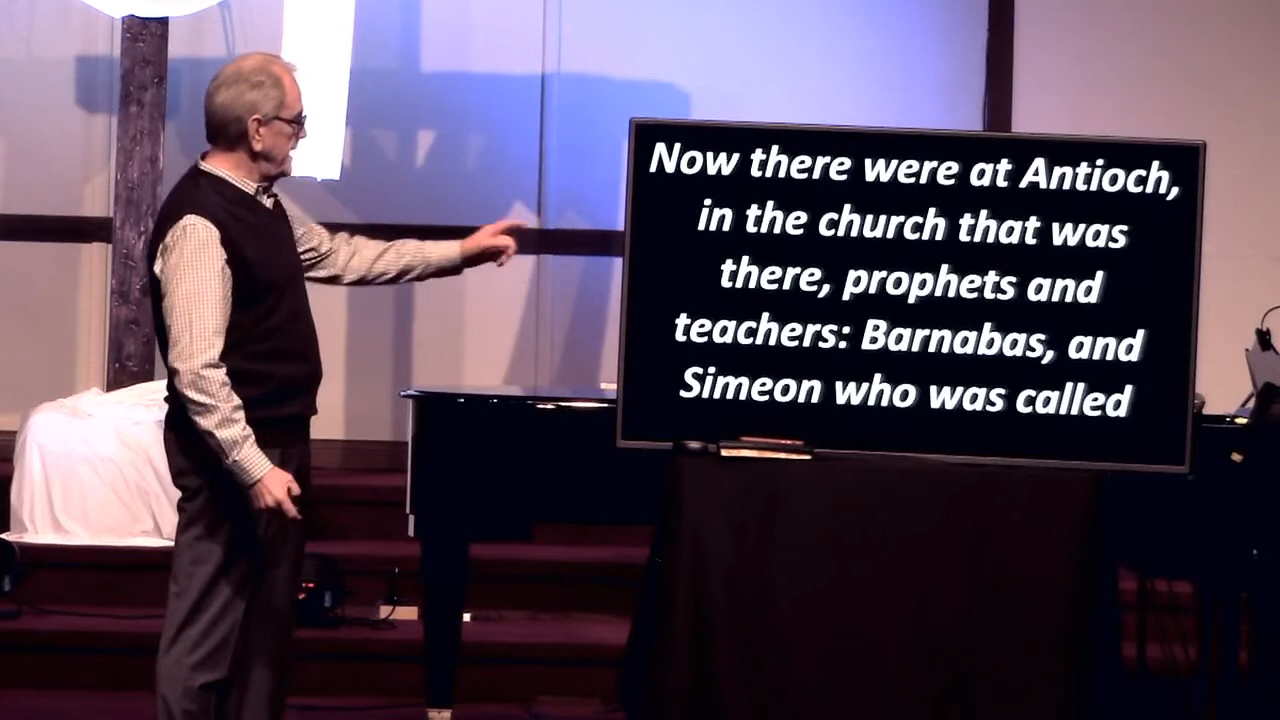 Now there were at Antioch,
in the church that was
there, prophets and
teachers: Barnabas, and
Simeon who was called